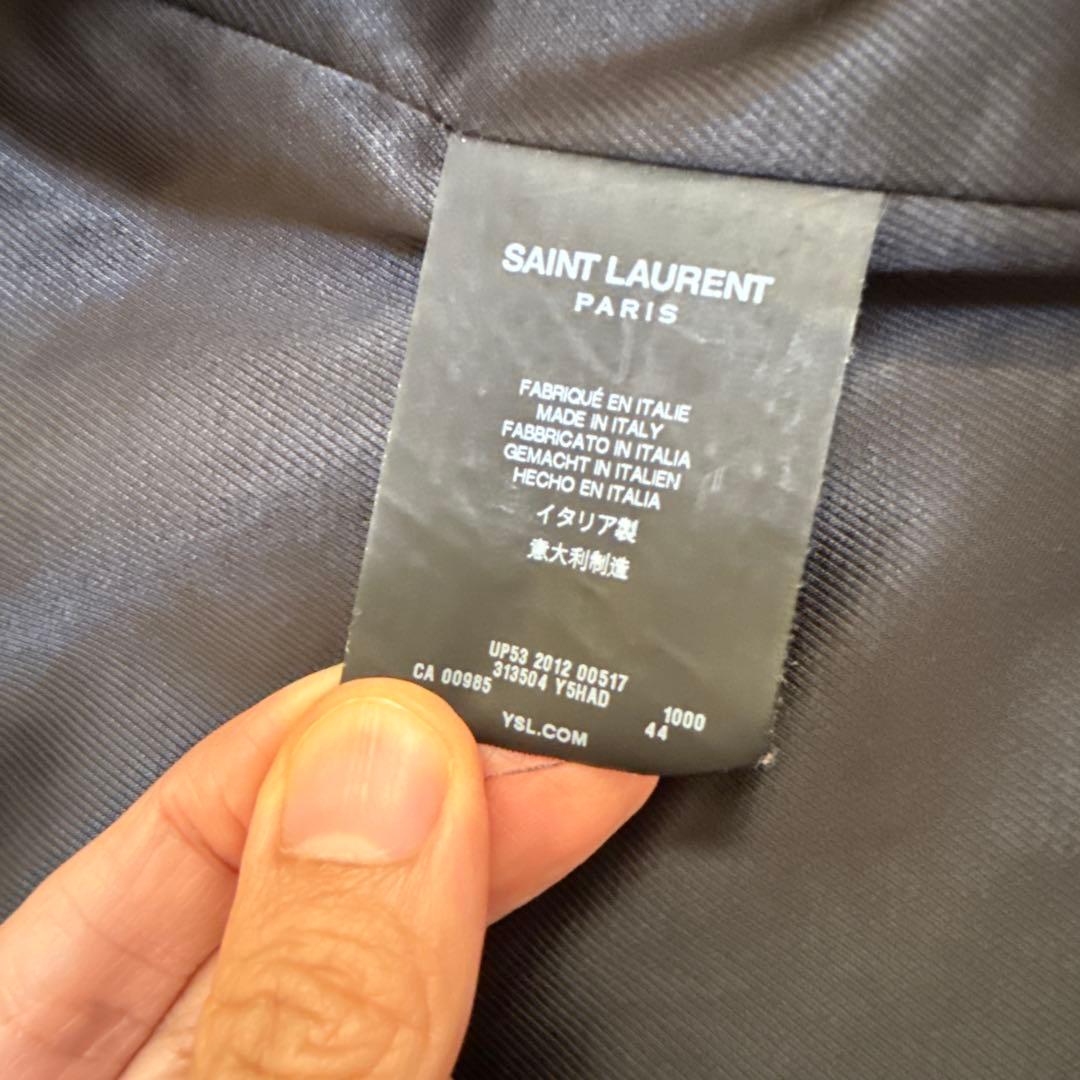 SAINT LAURENT
PARIS
FABRIQUÉ EN ITALIE
MADE IN ITALY
FABBRICATO IN ITALIA
GEMACHT IN ITALIEN
HECHO EN ITALIA
イタリア製
意大利制造
UP53 2012 00517
313504 Y5HAD 1000
CA 00985 44
YSL.COM